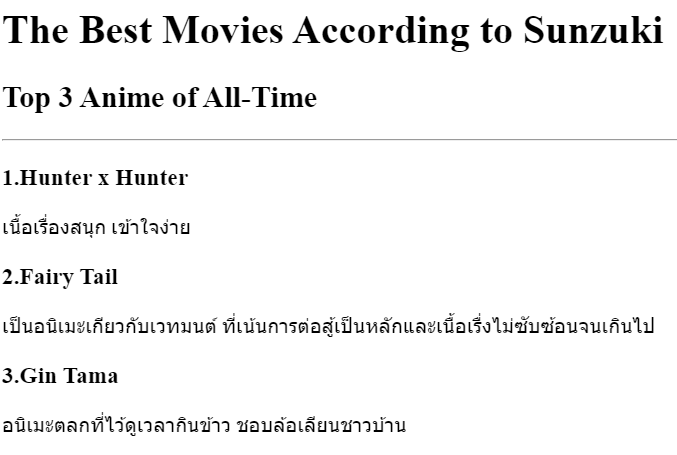 The Best Movies According to Sunzuki
Top 3 Anime of All-Time
1.Hunter x Hunter
เนื้อเรื่องสนุก เข้าใจง่าย
2.Fairy Tail
เป็นอนิเมะเกียวกับเวทมนต์ ที่เน้นการต่อสู้เป็นหลักและเนื้อเรื่งไม่ซับซ้อนจนเกินไป
3.Gin Tama
อนิเมะตลกที่ไว้ดูเวลากินข้าว ชอบล้อเลียนชาวบ้าน